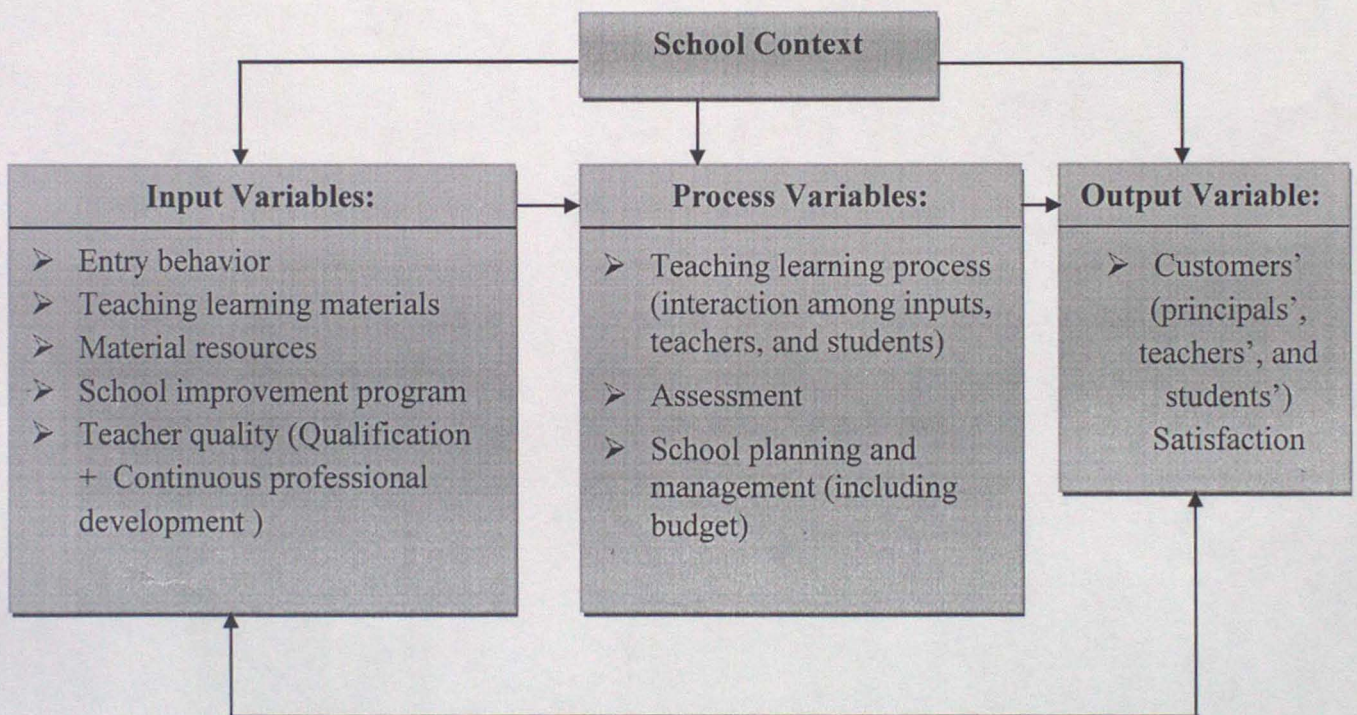 School Context
Input Variables:
➤ Entry behavior
➤ Teaching learning materials
➤ Material resources
➤ School improvement program
➤ Teacher quality (Qualification
+ Continuous professional
development )
Process Variables:
➤ Teaching learning process
(interaction among inputs,
teachers, and students)
➤ Assessment
➤ School planning and
management (including
budget)
Output Variable:
➤ Customers’
(principals’,
teachers’, and
students’)
Satisfaction